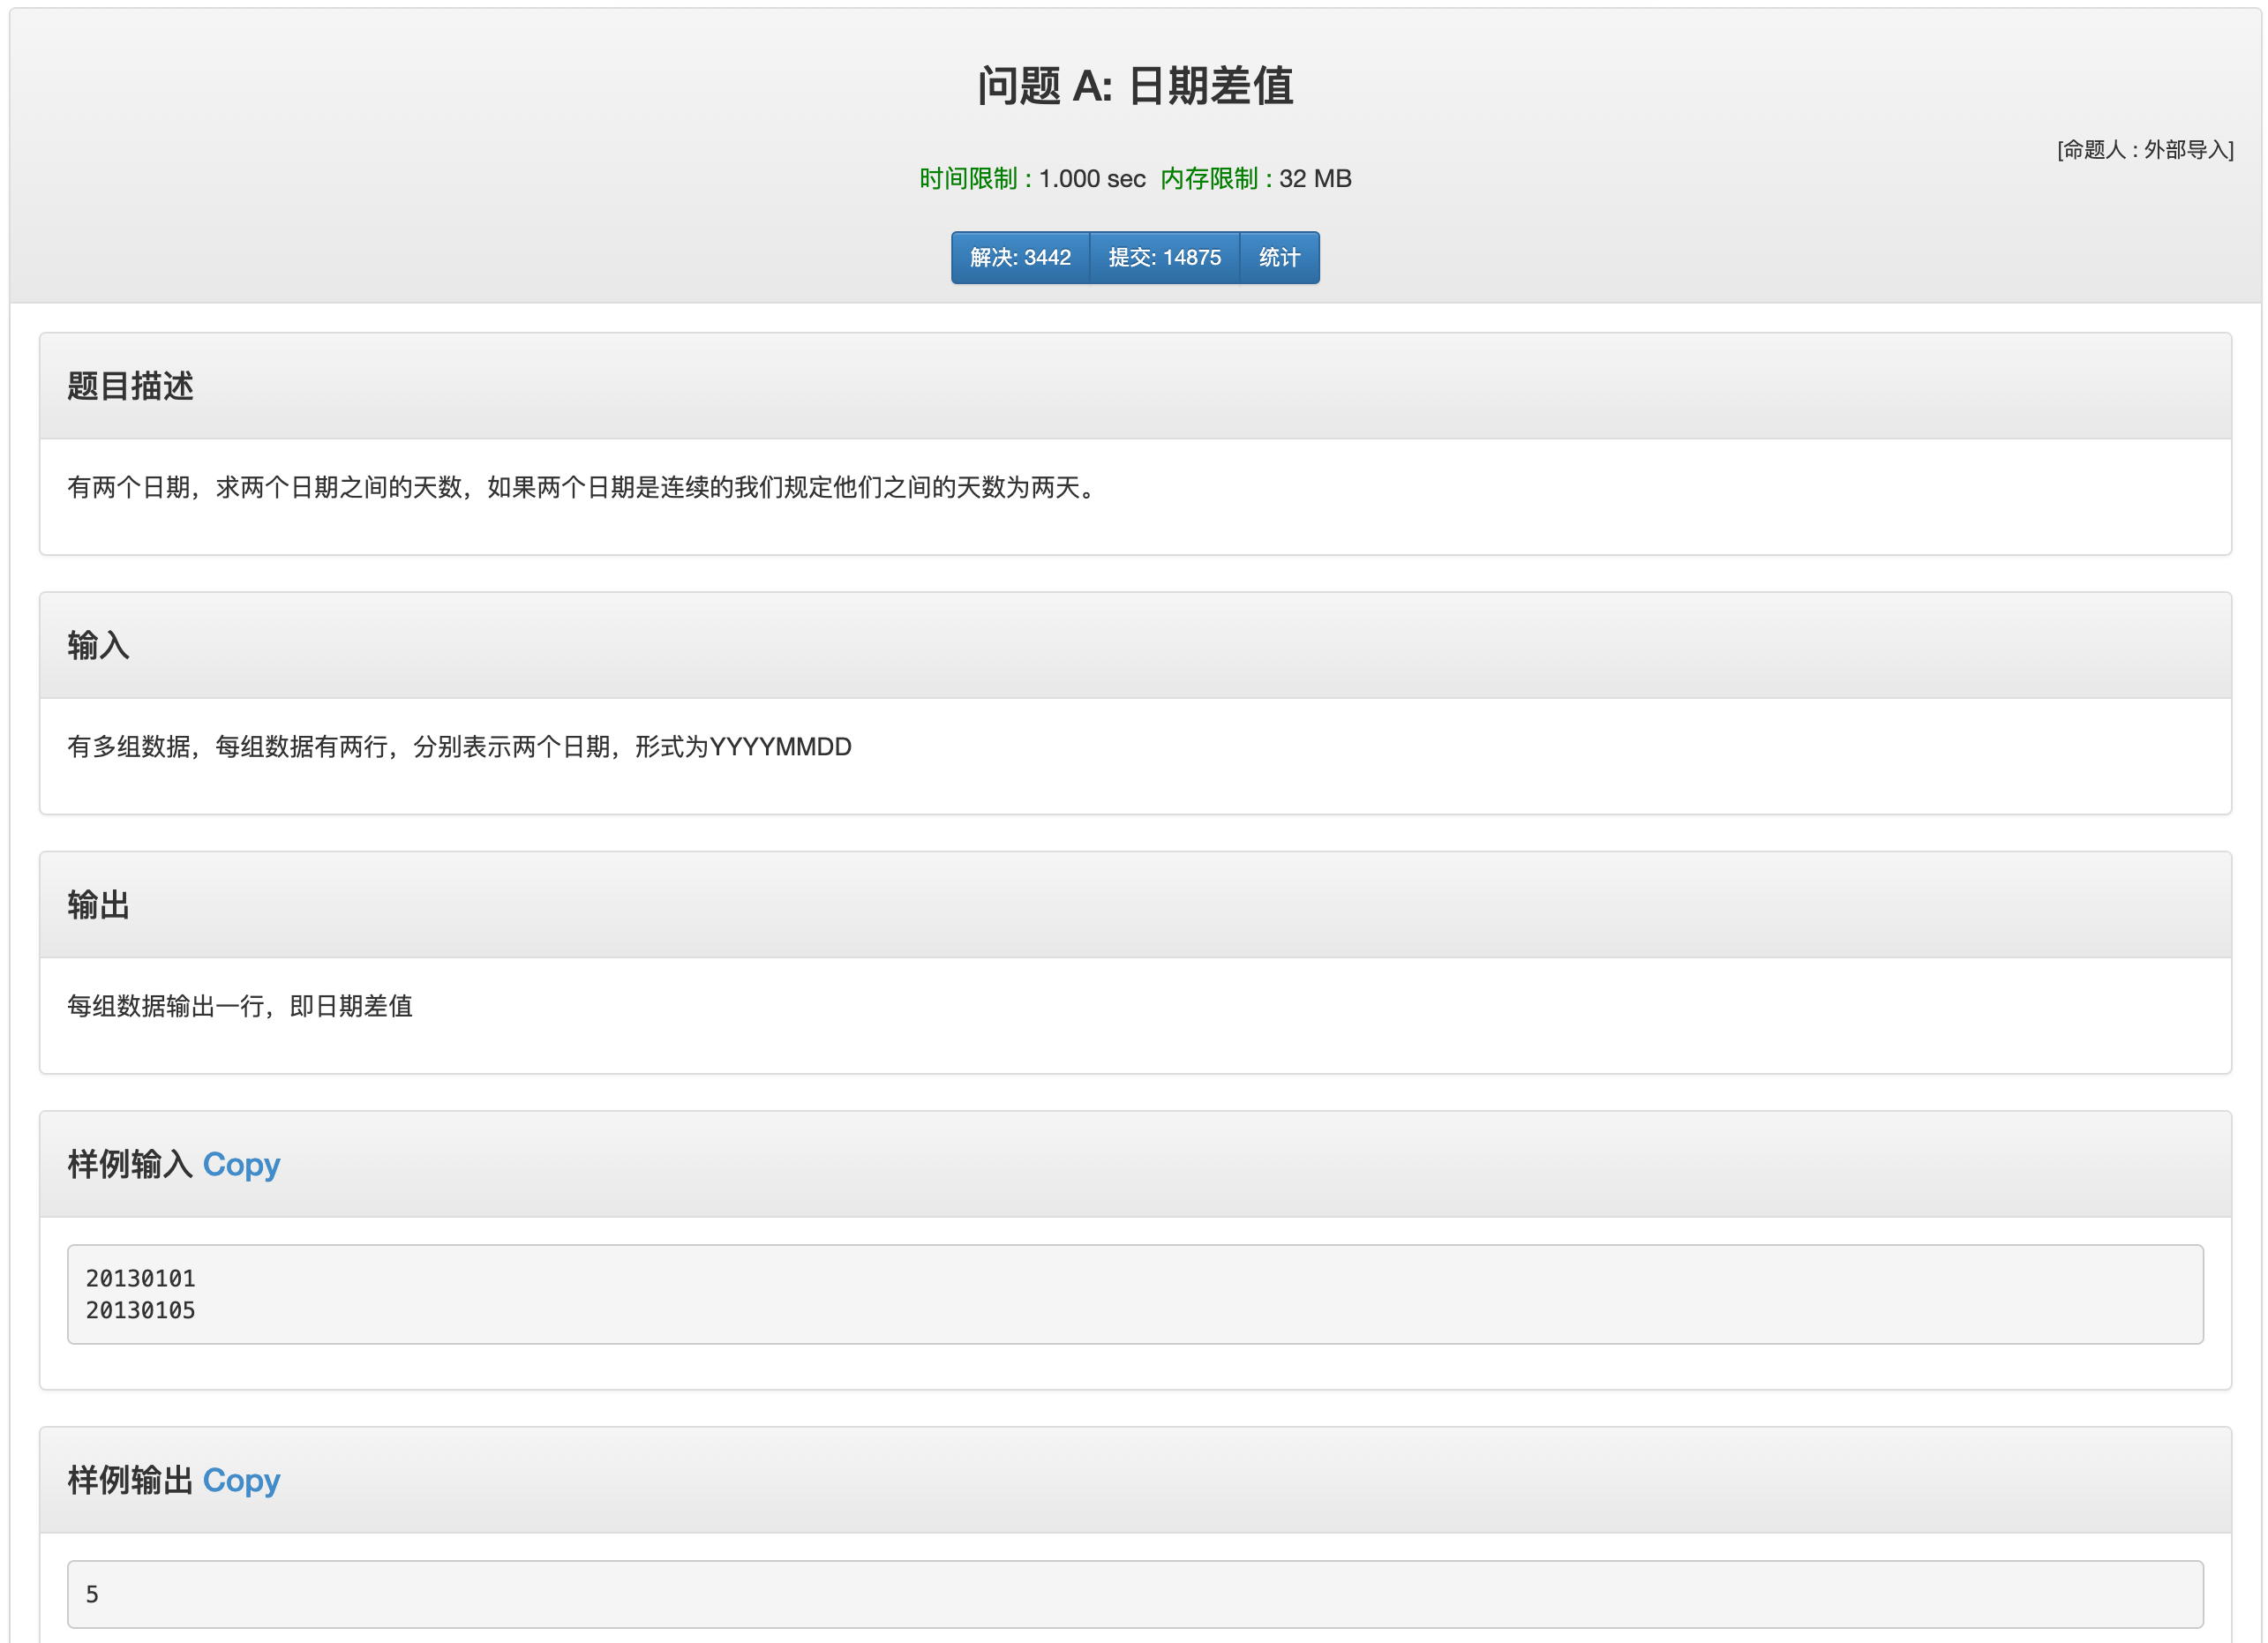 问题 A: 日期差值
[命题人 : 外部导入]
时间限制 : 1.000 sec 内存限制 : 32 MB
解决: 3442 提交: 14875 统计
题目描述
有两个日期，求两个日期之间的天数，如果两个日期是连续的我们规定他们之间的天数为两天。
输入
有多组数据，每组数据有两行，分别表示两个日期，形式为YYYYMMDD
输出
每组数据输出一行，即日期差值
样例输入 Copy
20130101
20130105
样例输出 Copy
5